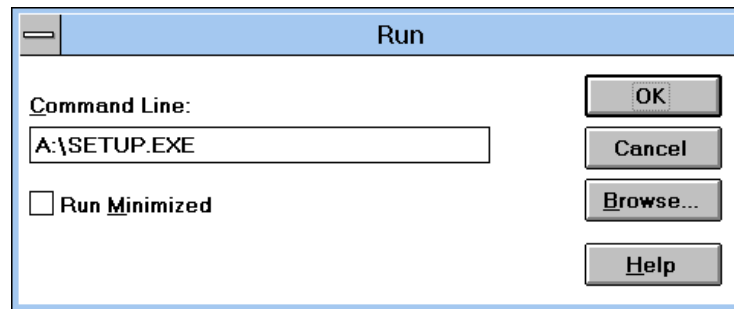 Run
Command Line:
A:\SETUP.EXE
Run Minimized
OK
Cancel
Browse...
Help